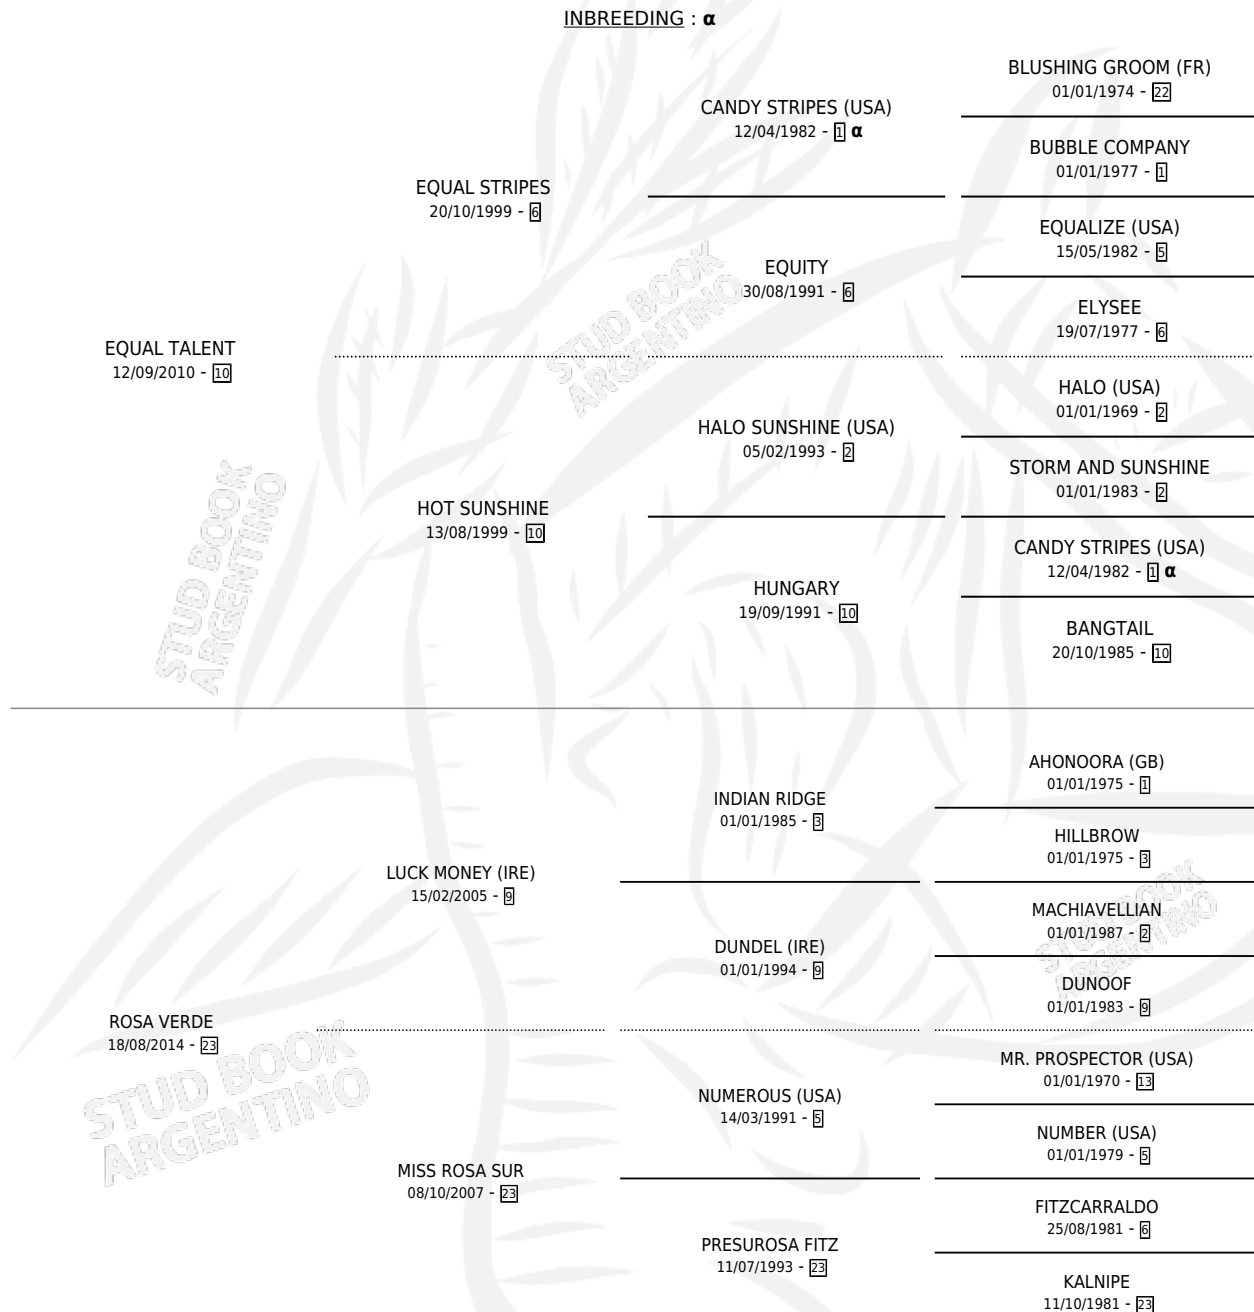 INBREEDING : α
BLUSHING GROOM (FR)
01/01/1974 - 22
CANDY STRIPES (USA)
12/04/1982 - 1 α
BUBBLE COMPANY
01/01/1977 - 1
EQUAL STRIPES
20/10/1999 - 6
EQUALIZE (USA)
15/05/1982 - 5
EQUITY
30/08/1991 - 6
ELYSEE
19/07/1977 - 6
EQUAL TALENT
12/09/2010 - 10
HALO (USA)
01/01/1969 - 2
HALO SUNSHINE (USA)
05/02/1993 - 2
STORM AND SUNSHINE
01/01/1983 - 2
HOT SUNSHINE
13/08/1999 - 10
CANDY STRIPES (USA)
12/04/1982 - 1 α
HUNGARY
19/09/1991 - 10
BANGTAIL
20/10/1985 - 10
AHONOORA (GB)
01/01/1975 - 1
INDIAN RIDGE
01/01/1985 - 3
HILLBROW
01/01/1975 - 3
LUCK MONEY (IRE)
15/02/2005 - 9
MACHIAVELLIAN
01/01/1987 - 2
DUNDEL (IRE)
01/01/1994 - 9
DUNOOF
01/01/1983 - 9
ROSA VERDE
18/08/2014 - 23
MR. PROSPECTOR (USA)
01/01/1970 - 13
NUMEROUS (USA)
14/03/1991 - 5
NUMBER (USA)
01/01/1979 - 5
MISS ROSA SUR
08/10/2007 - 23
FITZCARRALDO
25/08/1981 - 6
PRESUROSA FITZ
11/07/1993 - 23
KALNIPE
11/10/1981 - 23
STUD BOOK
ARGENTINO
STUD BOOK
ARGENTINO
STUD BOOK
ARGENTINO
STUD BOOK
ARGENTINO